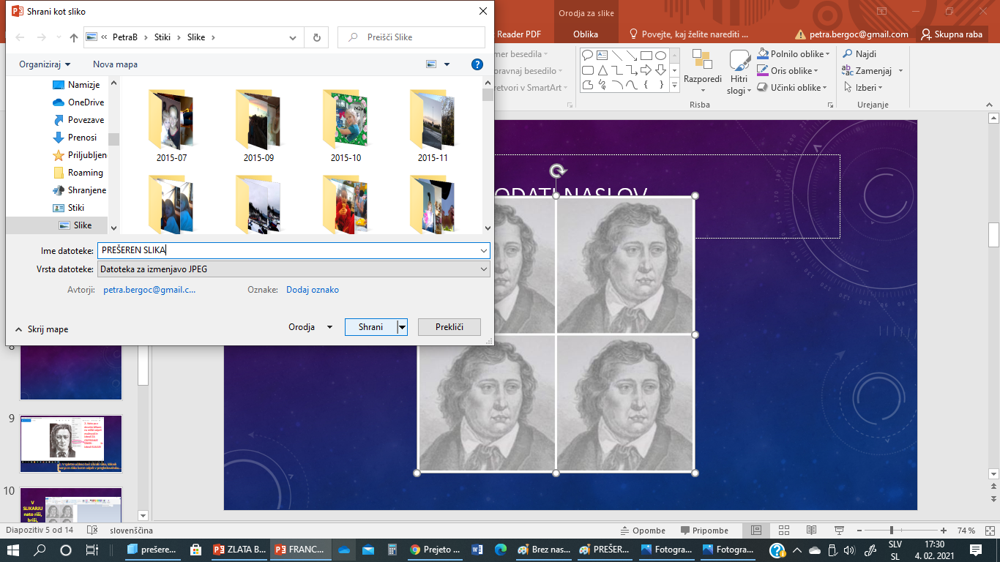 Shrani kot sliko
PetraB
Stiki
Slike
Preišči Slike
Organiziraj
Nova mapa
Namizje
OneDrive
Povezave
Prenosi
Priljubljen
Roaming
Shranjene
Stiki
Slike
2015-07
2015-09
2015-10
2015-11
Ime datoteke:
PREŠEREN SLIKA
Vrsta datoteke:
Datoteka za izmenjavo JPEG
Avtorji:
petra.bergoc@gmail.c...
Oznake:
Dodaj oznako
Skrij mape
Orodja
Shrani
Prekliči
Orodja za slike
Reader PDF
Oblika
Povejte, kaj želite narediti ...
petra.bergoc@gmail.com
Skupna raba
mer besedila
oravnaj besedilo
retvori v SmartArt
Razporedi
Hitri
slogi
Polnilo oblike
Oris oblike
Učinki oblike
Risba
Najdi
Zamenjaj
Izberi
Urejanje
ODATI NASLOV
8
9
10
V
SLIKARJU
nato riši,
briši,
Diapozitiv 5 od 14
slovenščina
Opombe
Pripombe
74 %
prešere...
ZLATA B...
FRANC...
Prejeto ...
Brez nas...
PREŠER...
Fotogra...
Fotogra...
SLV
SL
17:30
4. 02. 2021